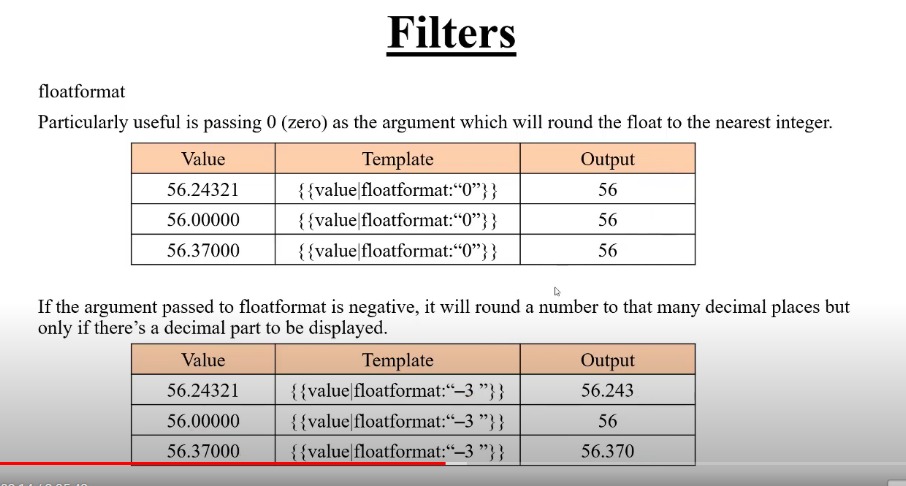 Filters
floatformat
Particularly useful is passing 0 (zero) as the argument which will round the float to the nearest integer.
Value Template Output
56.24321 {{value|floatformat:“0”}} 56
56.00000 {{value|floatformat:“0”}} 56
56.37000 {{value|floatformat:“0”}} 56
If the argument passed to floatformat is negative, it will round a number to that many decimal places but
only if there’s a decimal part to be displayed.
Value Template Output
56.24321 {{value|floatformat:“–3 ”}} 56.243
56.00000 {{value|floatformat:“–3 ”}} 56
56.37000 {{value|floatformat:“–3 ”}} 56.370